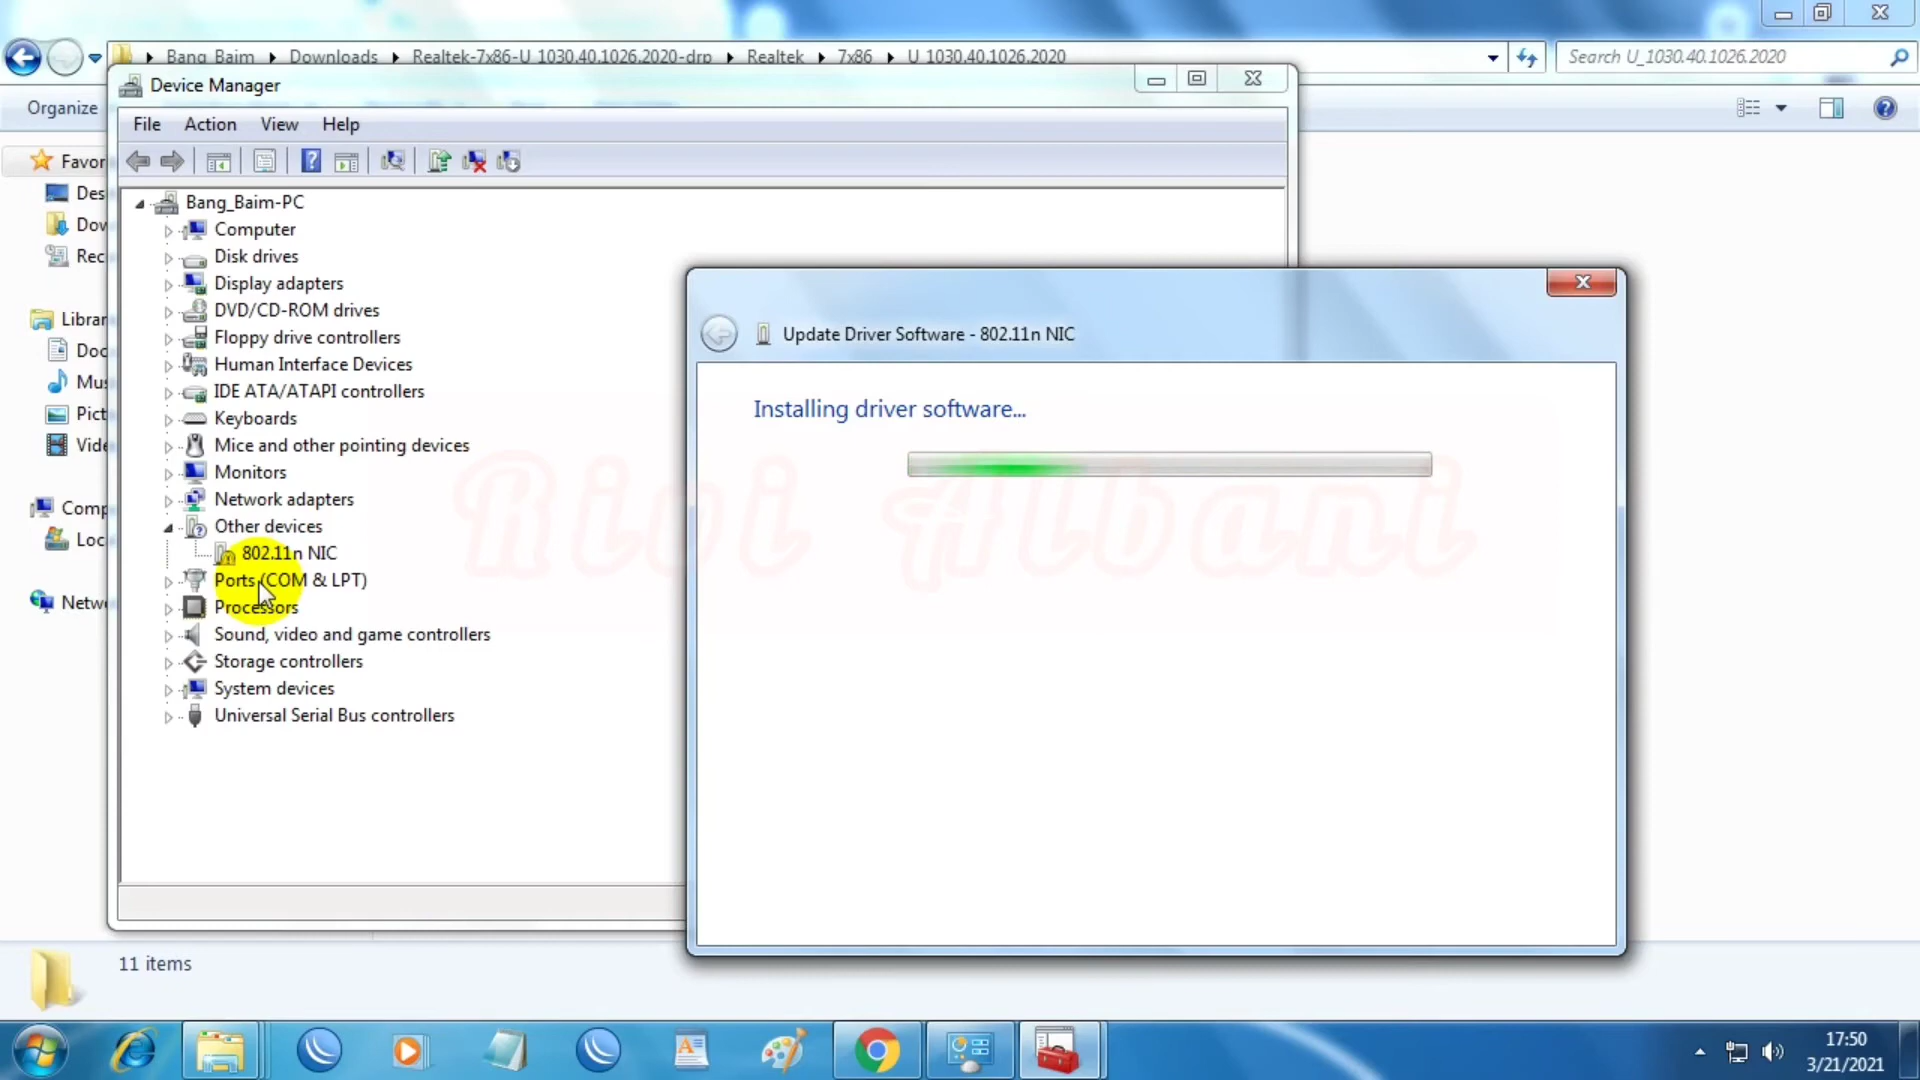 Bang Baim
Downloads
Realtek-7x86-U 1030.40.1026.2020-drp
Realtek
7x86
U 1030.40.1026.2020
Search U_1030.40.1026.2020
Device Manager
Organize
File Action View Help
Favor
Des
Dow
Rec
Librar
Doc
Mus
Pict
Vide
Comp
Loc
Netwo
Bang_Baim-PC
Computer
Disk drives
Display adapters
DVD/CD-ROM drives
Floppy drive controllers
Human Interface Devices
IDE ATA/ATAPI controllers
Keyboards
Mice and other pointing devices
Monitors
Network adapters
Other devices
802.11n NIC
Ports (COM & LPT)
Processors
Sound, video and game controllers
Storage controllers
System devices
Universal Serial Bus controllers
Update Driver Software - 802.11n NIC
Installing driver software...
Rioi Albani
11 items
17:50
3/21/2021